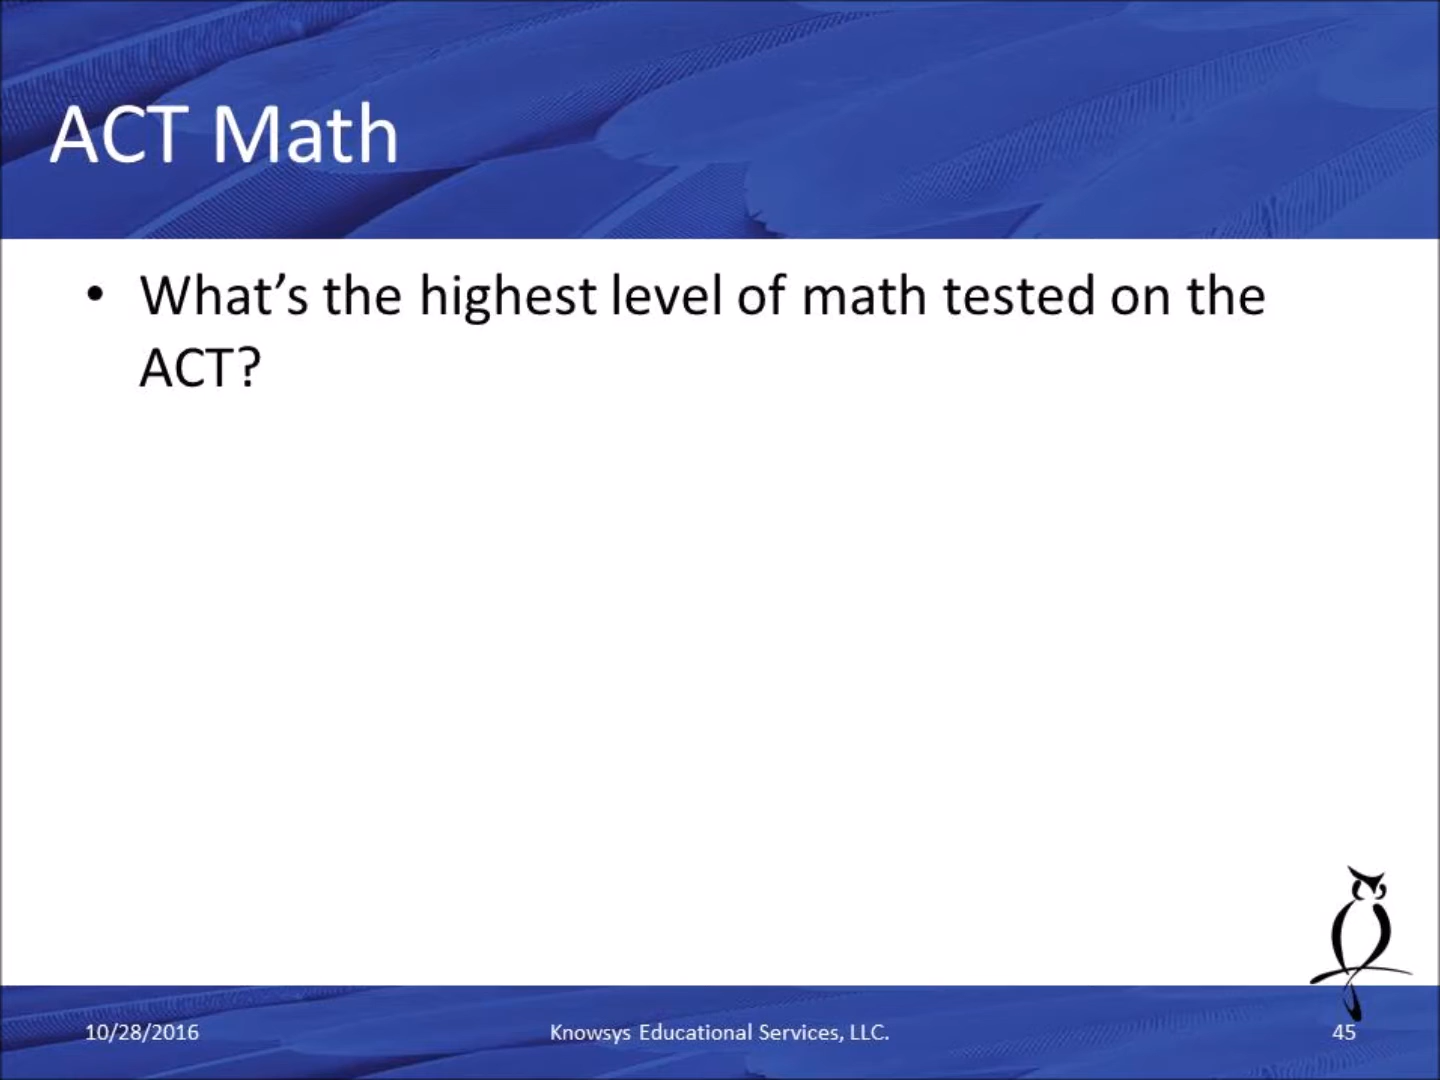 ACT Math
• What’s the highest level of math tested on the
ACT?
10/28/2016
Knowsys Educational Services, LLC.
45